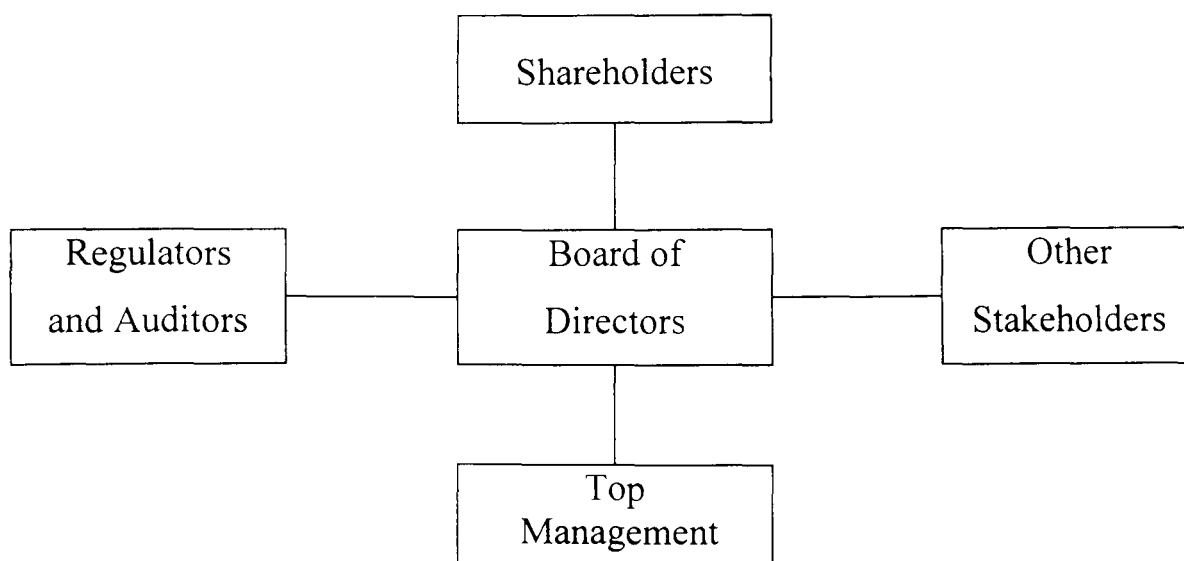 Shareholders
Regulators
and Auditors
Board of
Directors
Other
Stakeholders
Top
Management